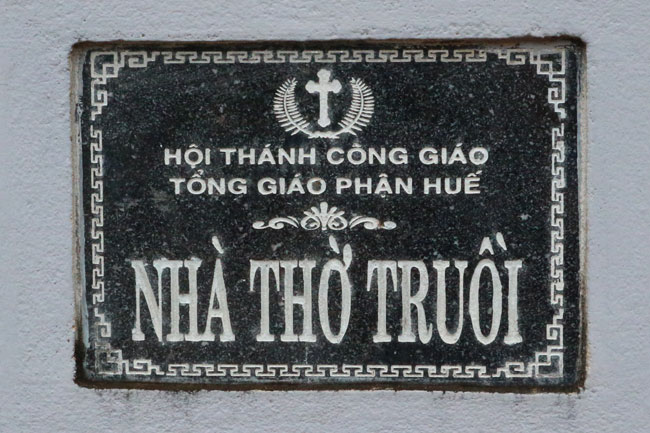 HỘI THÁNH CÔNG GIÁO
TỔNG GIÁO PHẬN HUẾ
NHÀ THỜ TRUỒI